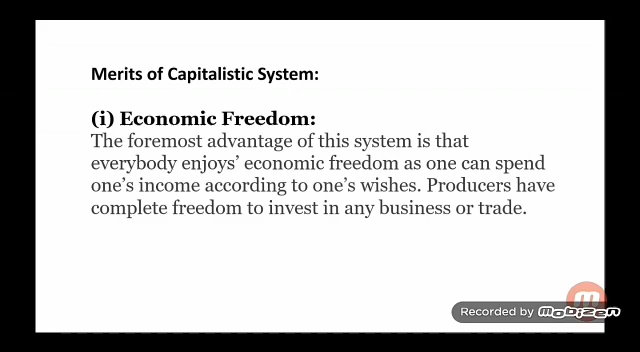 Merits of Capitalistic System:
(i) Economic Freedom:
The foremost advantage of this system is that
everybody enjoys’ economic freedom as one can spend
one’s income according to one’s wishes. Producers have
complete freedom to invest in any business or trade.
m
Recorded by mobizen